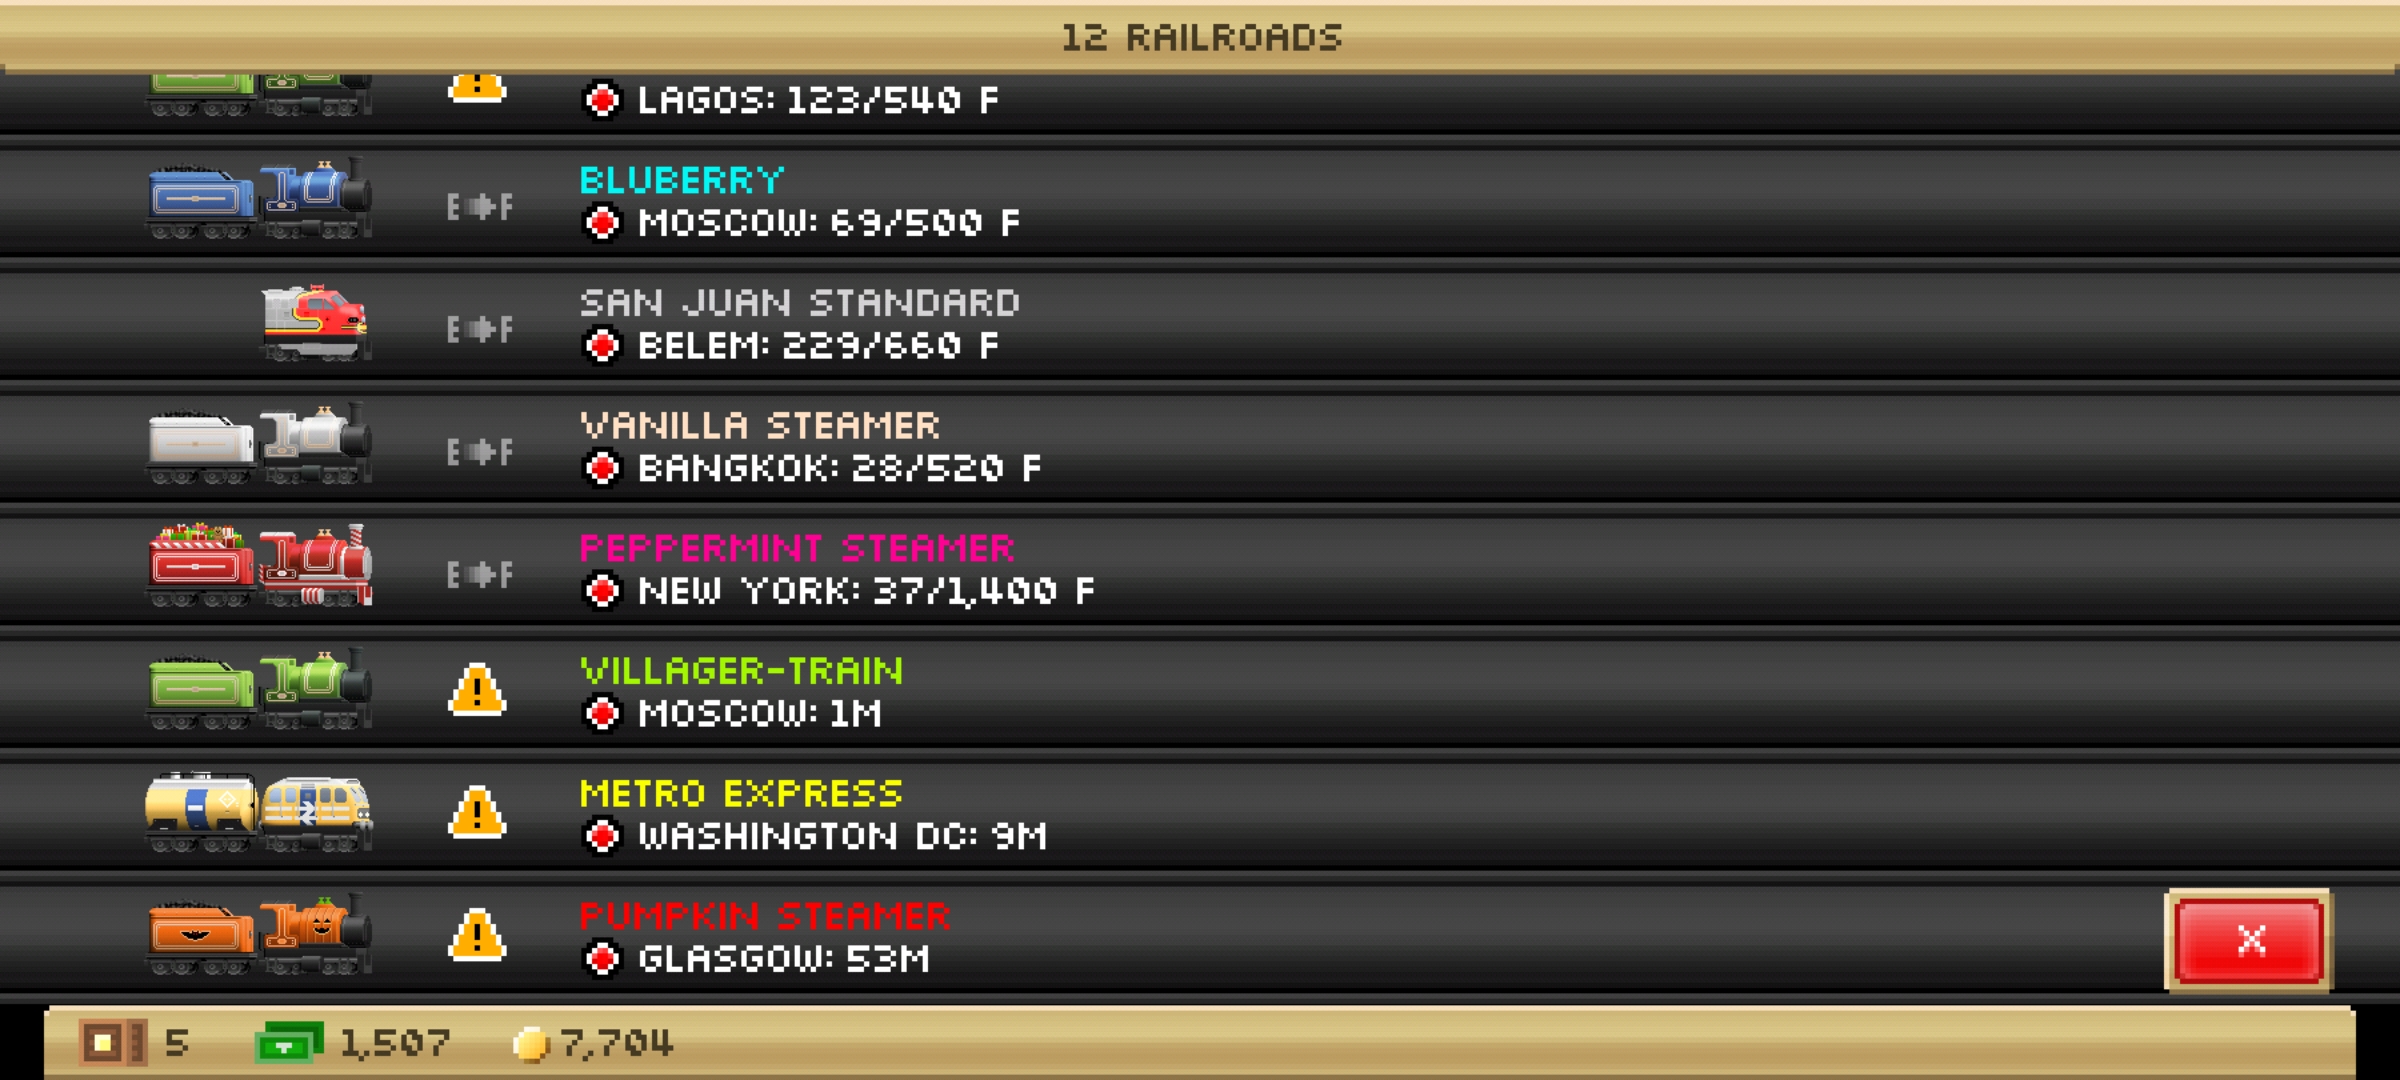 12 RAILROADS
LAGOS: 123/540 F
BLUBERRY
E F
MOSCOW: 69/500 F
SAN JUAN STANDARD
E F
BELEM: 229/660 F
VANILLA STEAMER
E F
BANGKOK: 28/520 F
PEPPERMINT STEAMER
E F
NEW YORK: 37/1,400 F
VILLAGER-TRAIN
MOSCOW: 1M
METRO EXPRESS
WASHINGTON DC: 9M
PUMPKIN STEAMER
GLASGOW: 53M
X
5 1,507 7,704